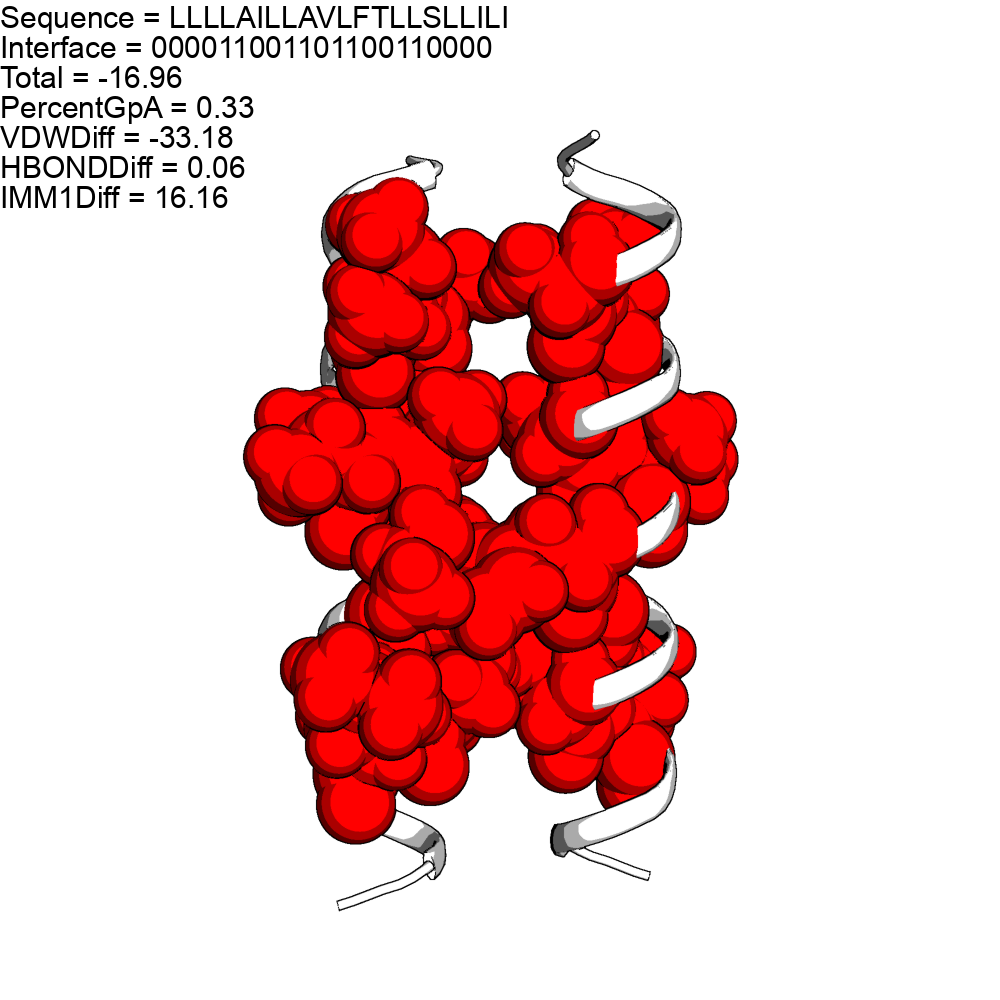 Sequence = LLLLAILLAVLFTLLSLLILI
Interface = 000011001101100110000
Total = -16.96
PercentGpA = 0.33
VDWDiff = -33.18
HBONDDiff = 0.06
IMM1Diff = 16.16